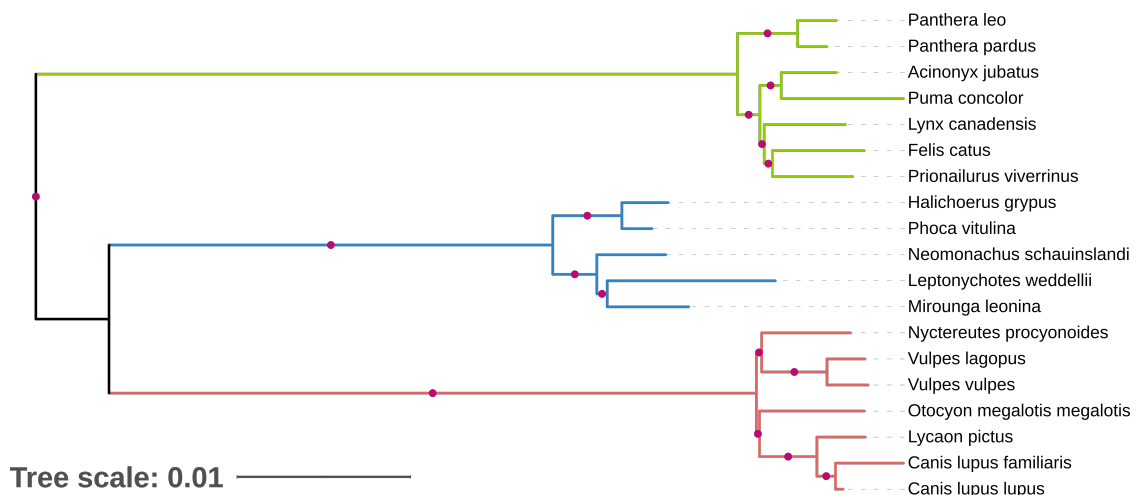 Panthera leo
Panthera pardus
Acinonyx jubatus
Puma concolor
Lynx canadensis
Felis catus
Prionailurus viverrinus
Halichoerus grypus
Phoca vitulina
Neomonachus schauinslandi
Leptonychotes weddellii
Mirounga leonina
Nyctereutes procyonoides
Vulpes lagopus
Vulpes vulpes
Otocyon megalotis megalotis
Lycaon pictus
Canis lupus familiaris
Canis lupus lupus
Tree scale: 0.01